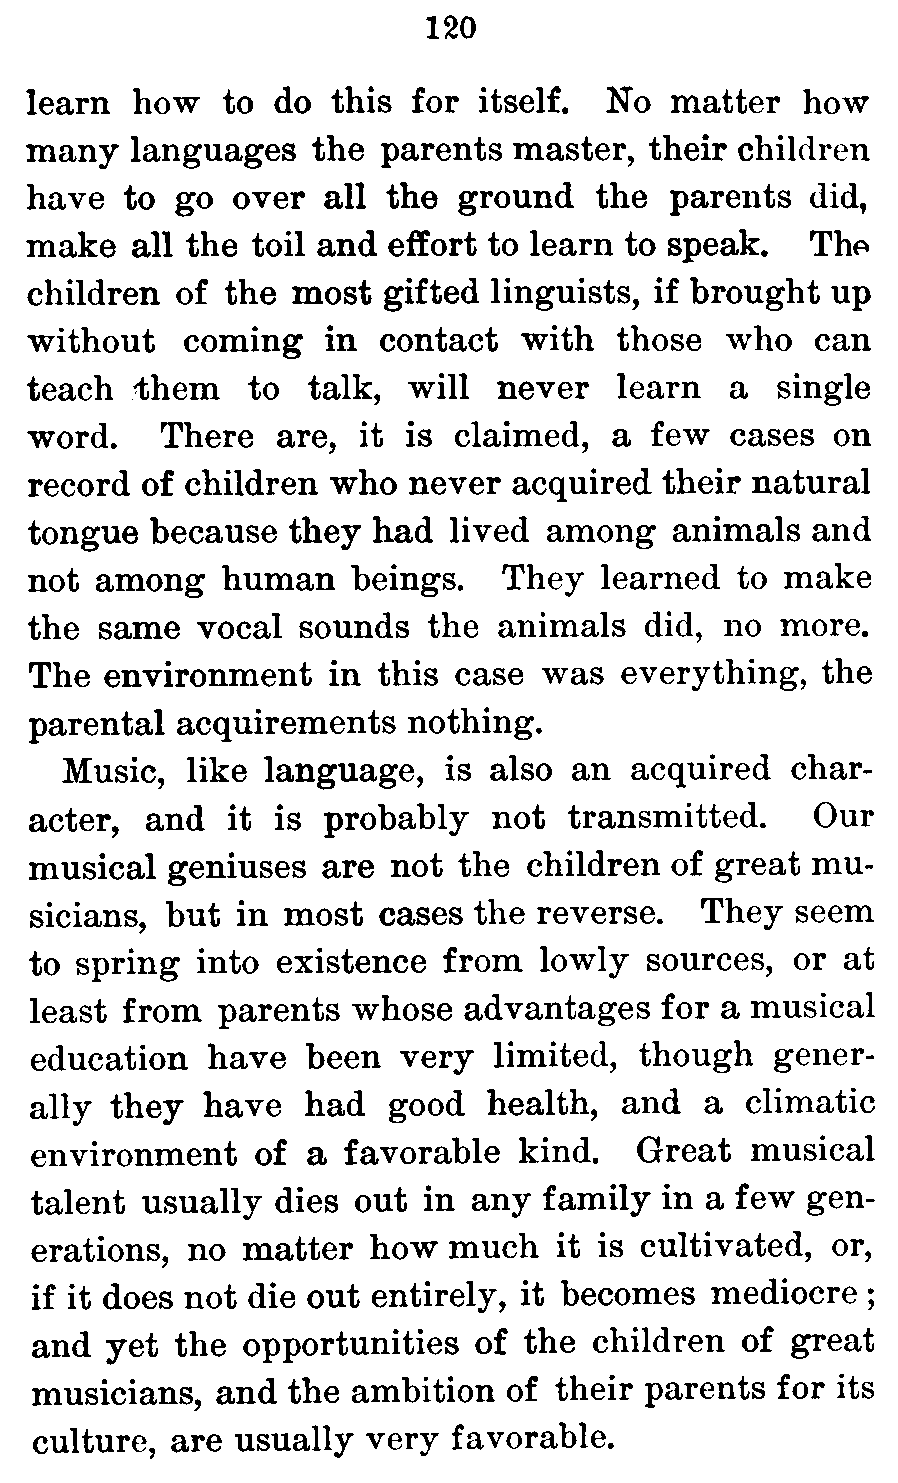 120
learn how to do this for itself. No matter how
many languages the parents master, their children
have to go over all the ground the parents did,
make all the toil and effort to learn to speak. The
children of the most gifted linguists, if brought up
without coming in contact with those who can
teach them to talk, will never learn a single
word. There are, it is claimed, a few cases on
record of children who never acquired their natural
tongue because they had lived among animals and
not among human beings. They learned to make
the same vocal sounds the animals did, no more.
The environment in this case was everything, the
parental acquirements nothing.
Music, like language, is also an acquired char-
acter, and it is probably not transmitted. Our
musical geniuses are not the children of great mu-
sicians, but in most cases the reverse. They seem
to spring into existence from lowly sources, or at
least from parents whose advantages for a musical
education have been very limited, though gener-
ally they have had good health, and a climatic
environment of a favorable kind. Great musical
talent usually dies out in any family in a few gen-
erations, no matter how much it is cultivated, or,
if it does not die out entirely, it becomes mediocre ;
and yet the opportunities of the children of great
musicians, and the ambition of their parents for its
culture, are usually very favorable.